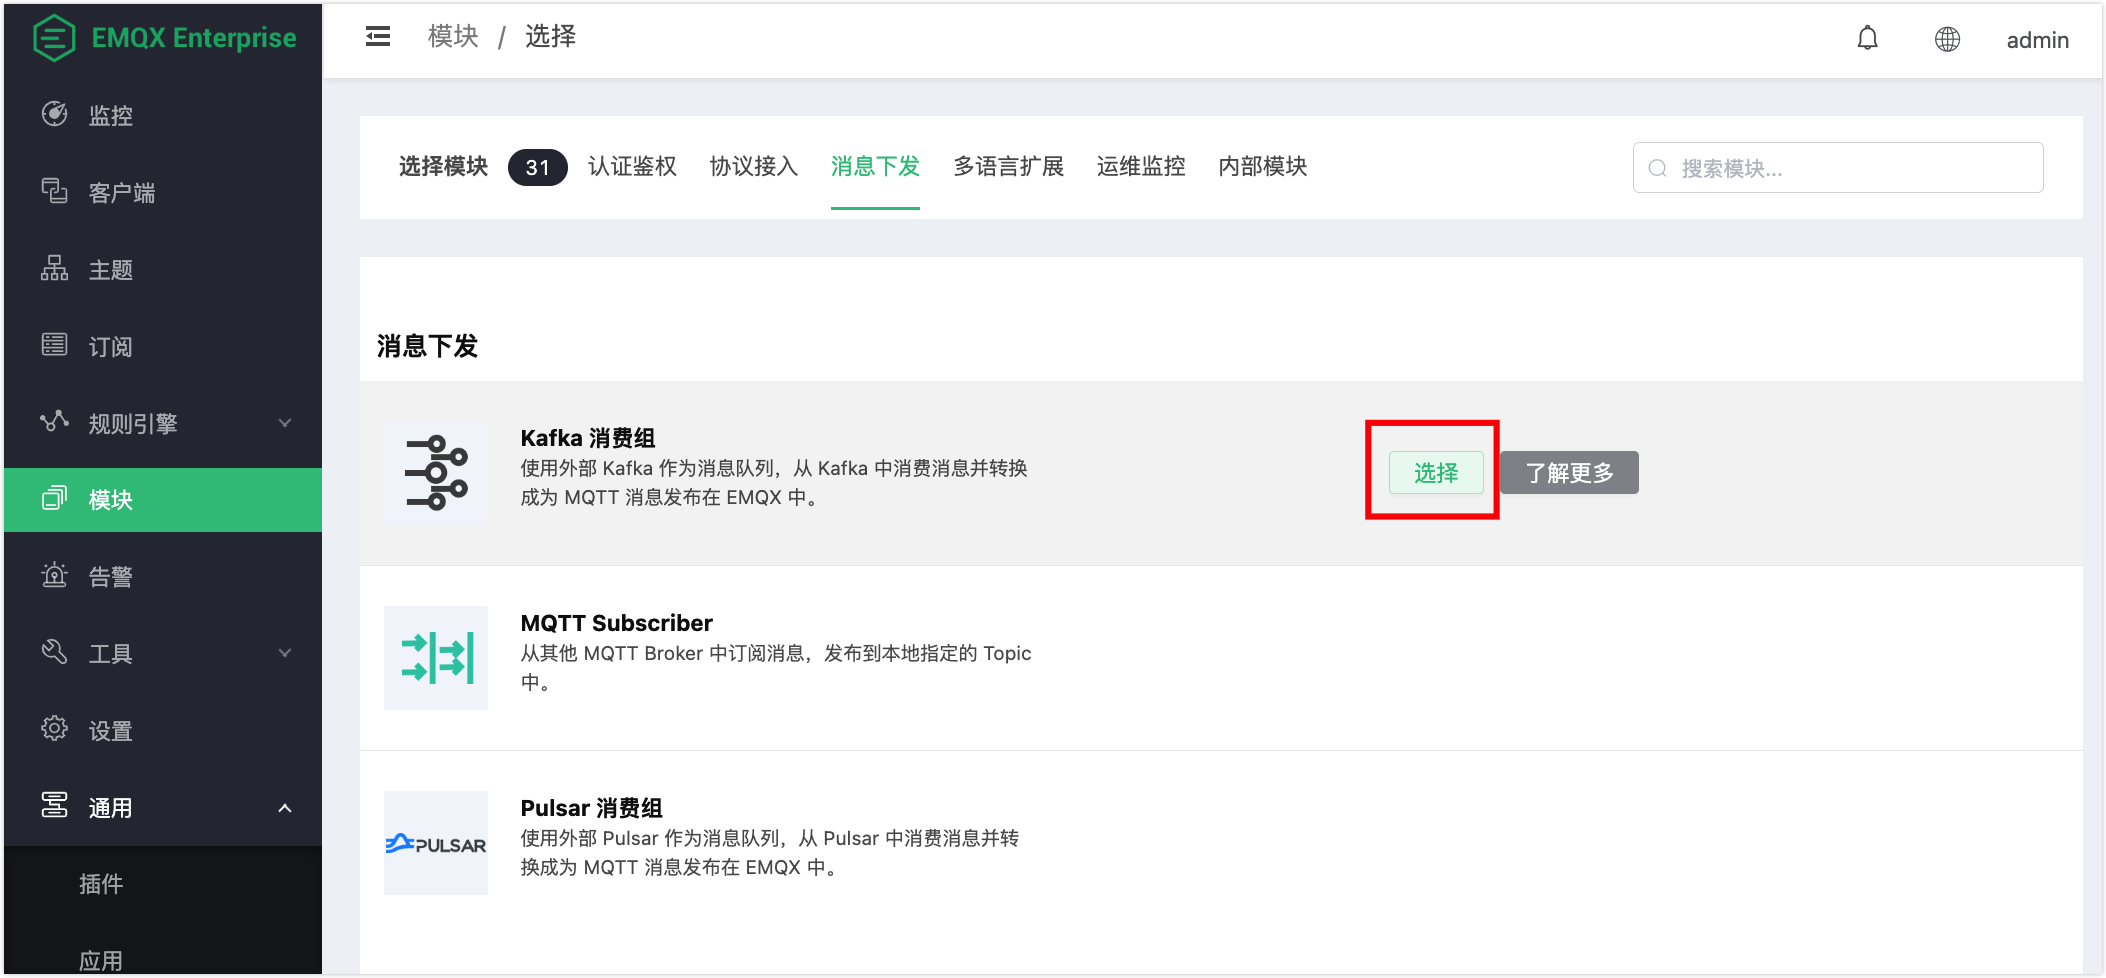 EMQX Enterprise
模块 / 选择
admin
监控
客户端
主题
订阅
规则引擎
模块
告警
工具
设置
通用
插件
应用
选择模块 31 认证鉴权 协议接入 消息下发 多语言扩展 运维监控 内部模块
搜索模块...
消息下发
Kafka 消费组
使用外部 Kafka 作为消息队列，从 Kafka 中消费消息并转换
成为 MQTT 消息发布在 EMQX 中。
选择
了解更多
MQTT Subscriber
从其他 MQTT Broker 中订阅消息，发布到本地指定的 Topic
中。
PULSAR
Pulsar 消费组
使用外部 Pulsar 作为消息队列，从 Pulsar 中消费消息并转
换成为 MQTT 消息发布在 EMQX 中。